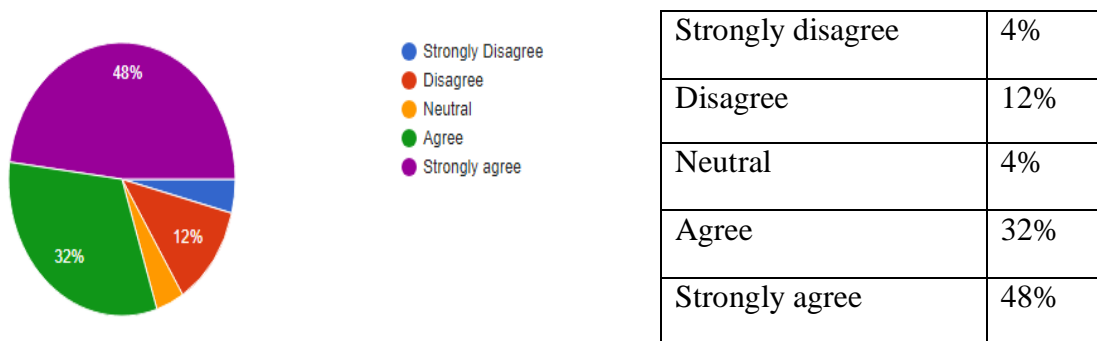 48%
12%
32%
Strongly Disagree
Disagree
Neutral
Agree
Strongly agree
Strongly disagree 4%
Disagree 12%
Neutral 4%
Agree 32%
Strongly agree 48%